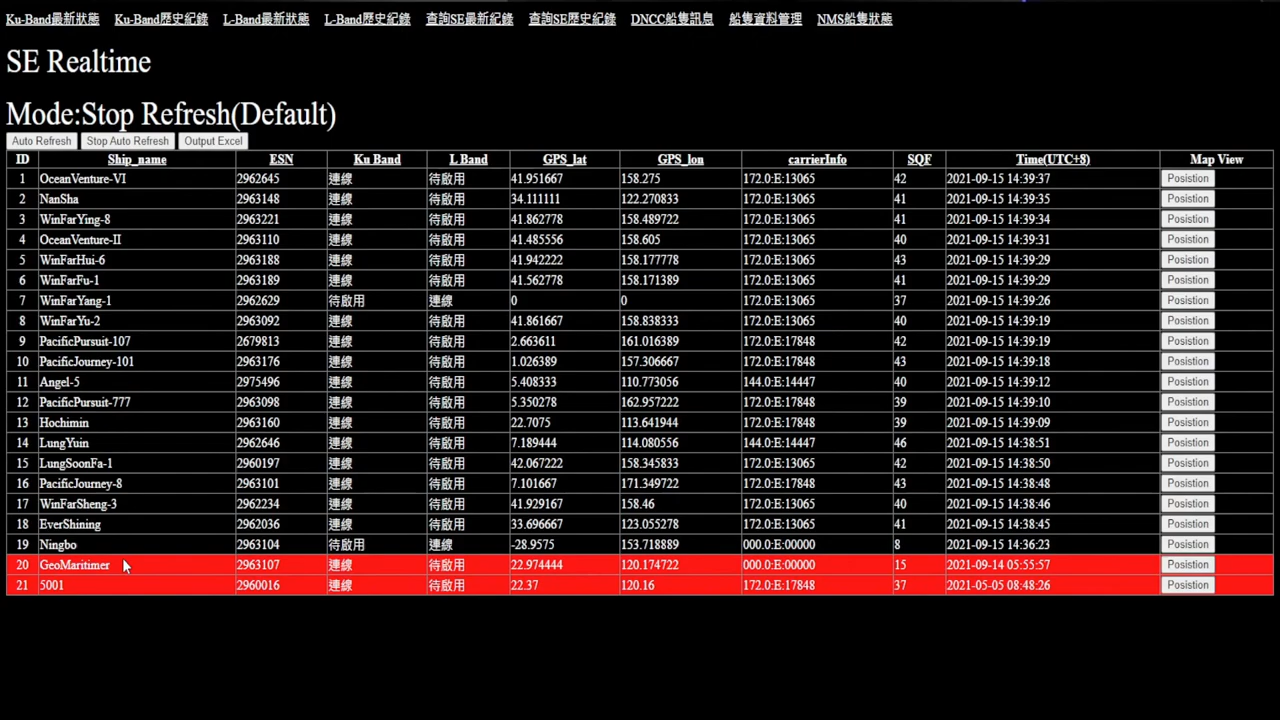 Ku-Band最新狀態 Ku-Band歷史紀錄 L-Band最新狀態 L-Band歷史紀錄 查詢SE最新紀錄 查詢SE歷史紀錄 DNCC船隻訊息 船隻資料管理 NMS船隻狀態
SE Realtime
Mode:Stop Refresh(Default)
Auto Refresh Stop Auto Refresh Output Excel
ID Ship_name ESN Ku Band L Band GPS_lat GPS_lon carrierInfo SQF Time(UTC+8) Map View
1 OceanVenture-VI 2962645 連線 待啟用 41.951667 158.275 172.0:E:13065 42 2021-09-15 14:39:37 Posistion
2 NanSha 2963148 連線 待啟用 34.111111 122.270833 172.0:E:13065 41 2021-09-15 14:39:35 Posistion
3 WinFarYing-8 2963221 連線 待啟用 41.862778 158.489722 172.0:E:13065 41 2021-09-15 14:39:34 Posistion
4 OceanVenture-II 2963110 連線 待啟用 41.485556 158.605 172.0:E:13065 40 2021-09-15 14:39:31 Posistion
5 WinFarHui-6 2963188 連線 待啟用 41.942222 158.177778 172.0:E:13065 43 2021-09-15 14:39:29 Posistion
6 WinFarFu-1 2963189 連線 待啟用 41.562778 158.171389 172.0:E:13065 41 2021-09-15 14:39:29 Posistion
7 WinFarYang-1 2962629 待啟用 連線 0 0 172.0:E:13065 37 2021-09-15 14:39:26 Posistion
8 WinFarYu-2 2963092 連線 待啟用 41.861667 158.838333 172.0:E:13065 40 2021-09-15 14:39:19 Posistion
9 PacificPursuit-107 2679813 連線 待啟用 2.663611 161.016389 172.0:E:17848 42 2021-09-15 14:39:19 Posistion
10 PacificJourney-101 2963176 連線 待啟用 1.026389 157.306667 172.0:E:17848 43 2021-09-15 14:39:18 Posistion
11 Angel-5 2975496 連線 待啟用 5.408333 110.773056 144.0:E:14447 40 2021-09-15 14:39:12 Posistion
12 PacificPursuit-777 2963098 連線 待啟用 5.350278 162.957222 172.0:E:17848 39 2021-09-15 14:39:10 Posistion
13 Hochimin 2963160 連線 待啟用 22.7075 113.641944 172.0:E:17848 39 2021-09-15 14:39:09 Posistion
14 LungYuin 2962646 連線 待啟用 7.189444 114.080556 144.0:E:14447 46 2021-09-15 14:38:51 Posistion
15 LungSoonFa-1 2960197 連線 待啟用 42.067222 158.345833 172.0:E:13065 42 2021-09-15 14:38:50 Posistion
16 PacificJourney-8 2963101 連線 待啟用 7.101667 171.349722 172.0:E:17848 43 2021-09-15 14:38:48 Posistion
17 WinFarSheng-3 2962234 連線 待啟用 41.929167 158.46 172.0:E:13065 40 2021-09-15 14:38:46 Posistion
18 EverShining 2962036 連線 待啟用 33.696667 123.055278 172.0:E:13065 41 2021-09-15 14:38:45 Posistion
19 Ningbo 2963104 待啟用 連線 -28.9575 153.718889 000.0:E:00000 8 2021-09-15 14:36:23 Posistion
20 GeoMaritimer 2963107 連線 待啟用 22.974444 120.174722 000.0:E:00000 15 2021-09-14 05:55:57 Posistion
21 5001 2960016 連線 待啟用 22.37 120.16 172.0:E:17848 37 2021-05-05 08:48:26 Posistion